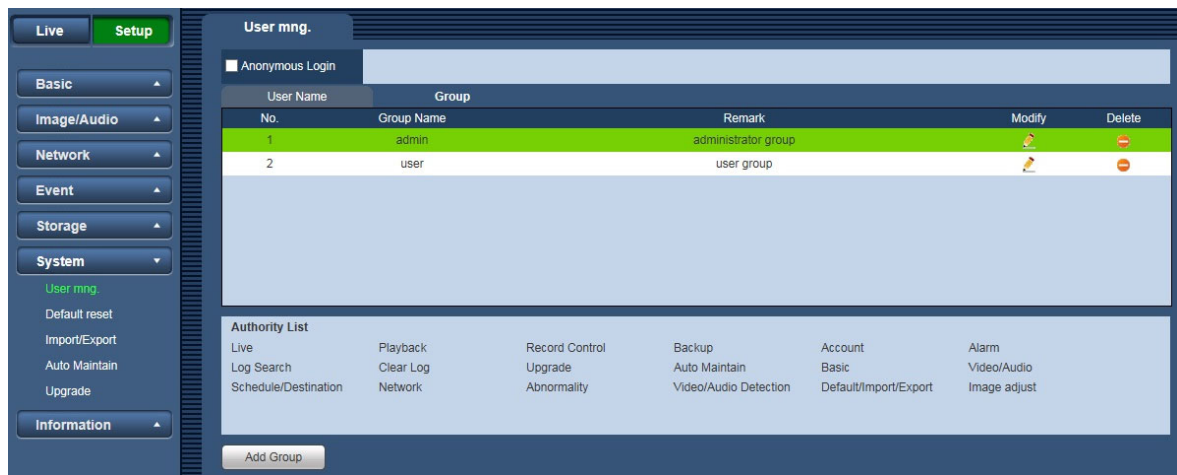 Live Setup
Basic
Image/Audio
Network
Event
Storage
System
User mng.
Default reset
Import/Export
Auto Maintain
Upgrade
Information
User mng.
Anonymous Login
User Name Group
No. Group Name Remark Modify Delete
1 admin administrator group
2 user user group
Authority List
Live Playback Record Control Backup Account Alarm
Log Search Clear Log Upgrade Auto Maintain Basic Video/Audio
Schedule/Destination Network Abnormality Video/Audio Detection Default/Import/Export Image adjust
Add Group